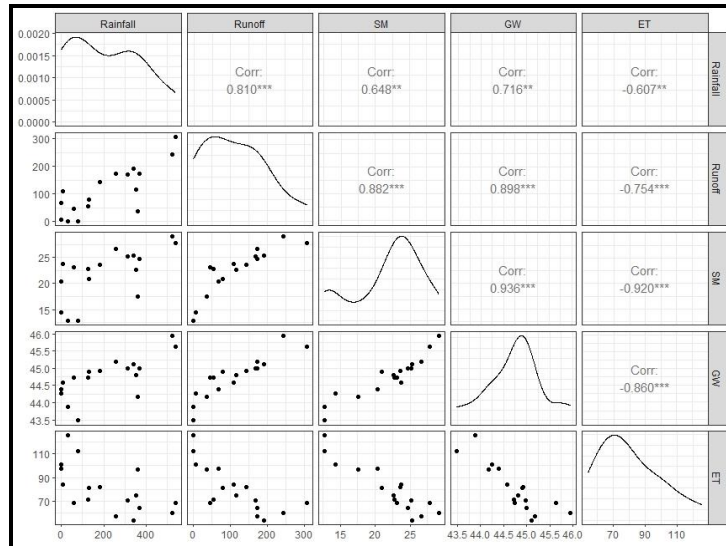 Rainfall Runoff SM GW ET
0.0020
0.0015
0.0010
0.0005
0.0000
Corr:
0.810***
Corr:
0.648**
Corr:
0.716**
Corr:
-0.607**
Rainfall
300
200
100
0
Corr:
0.882***
Corr:
0.898***
Corr:
-0.754***
Runoff
25
20
15
Corr:
0.936***
Corr:
-0.920***
SM
46.0
45.5
45.0
44.5
44.0
43.5
Corr:
-0.860***
GW
110
90
70
ET
0 200 400 0 100 200 300 15 20 25 43.5 44.0 44.5 45.0 45.5 46.0 70 90 110